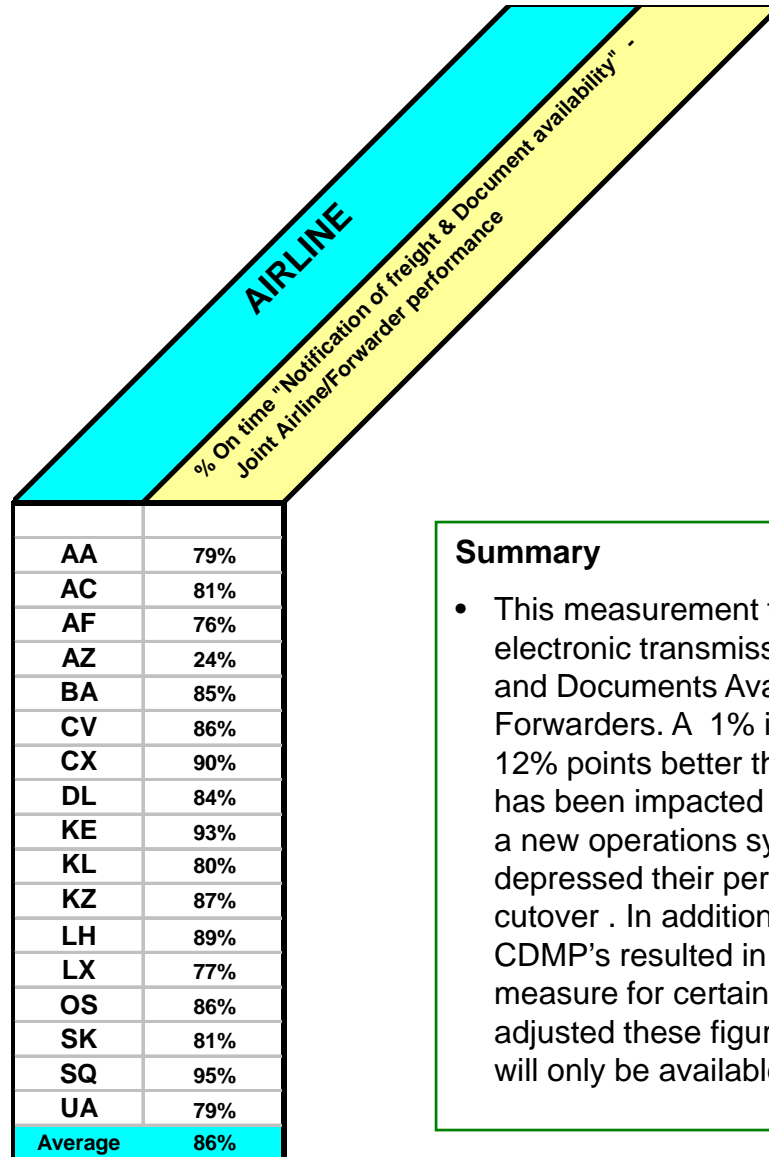 AIRLINE
% On time "Notification of freight & Document availability" -
Joint Airline/Forwarder performance
AA 79%
AC 81%
AF 76%
AZ 24%
BA 85%
CV 86%
CX 90%
DL 84%
KE 93%
KL 80%
KZ 87%
LH 89%
LX 77%
OS 86%
SK 81%
SQ 95%
UA 79%
Average 86%
Summary
• This measurement
electronic transmiss
and Documents Ava
Forwarders. A 1% i
12% points better th
has been impacted
a new operations sy
depressed their per
cutover . In addition
CDMP's resulted in
measure for certain
adjusted these figur
will only be available